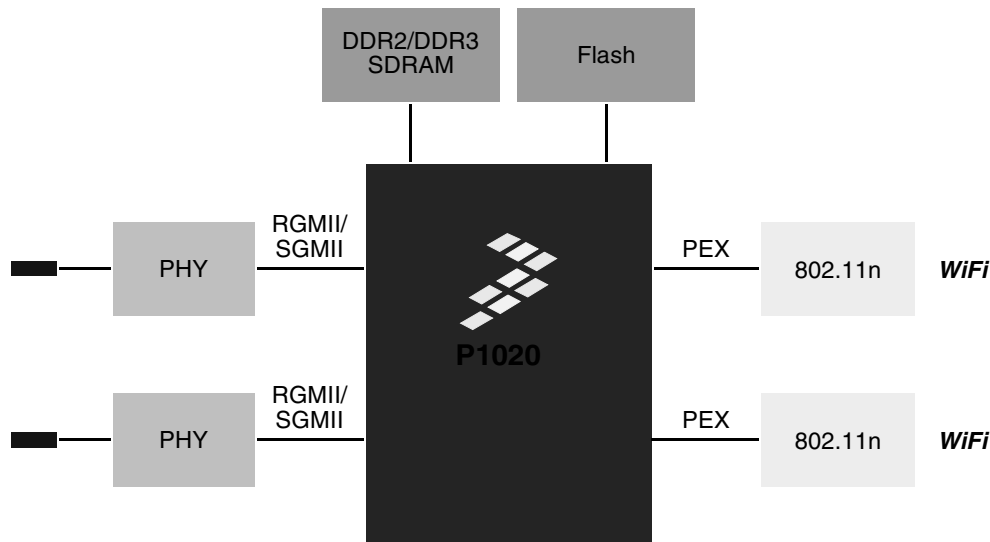 DDR2/DDR3
SDRAM
Flash
RGMII/
SGMII
PHY
PEX
802.11n
WiFi
P1020
RGMII/
SGMII
PHY
PEX
802.11n
WiFi